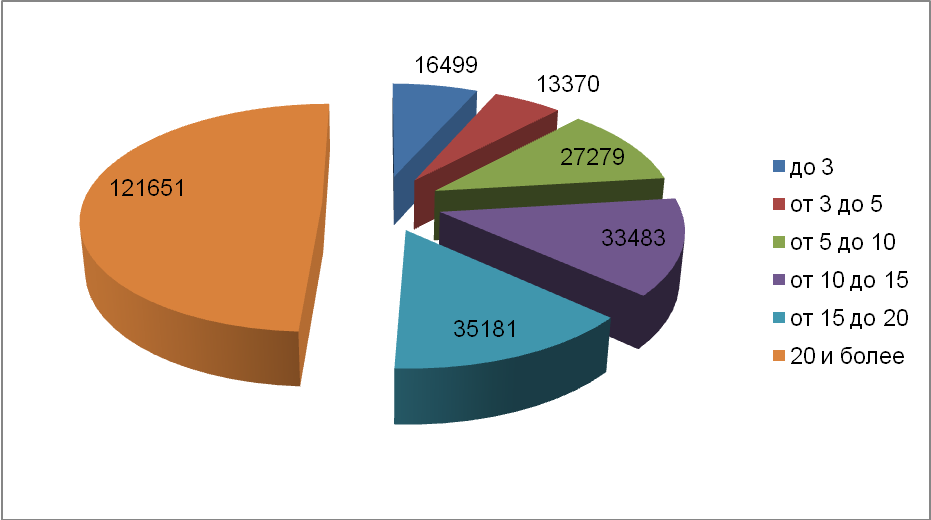 16499
13370
27279
33483
35181
121651
до 3
от 3 до 5
от 5 до 10
от 10 до 15
от 15 до 20
20 и более